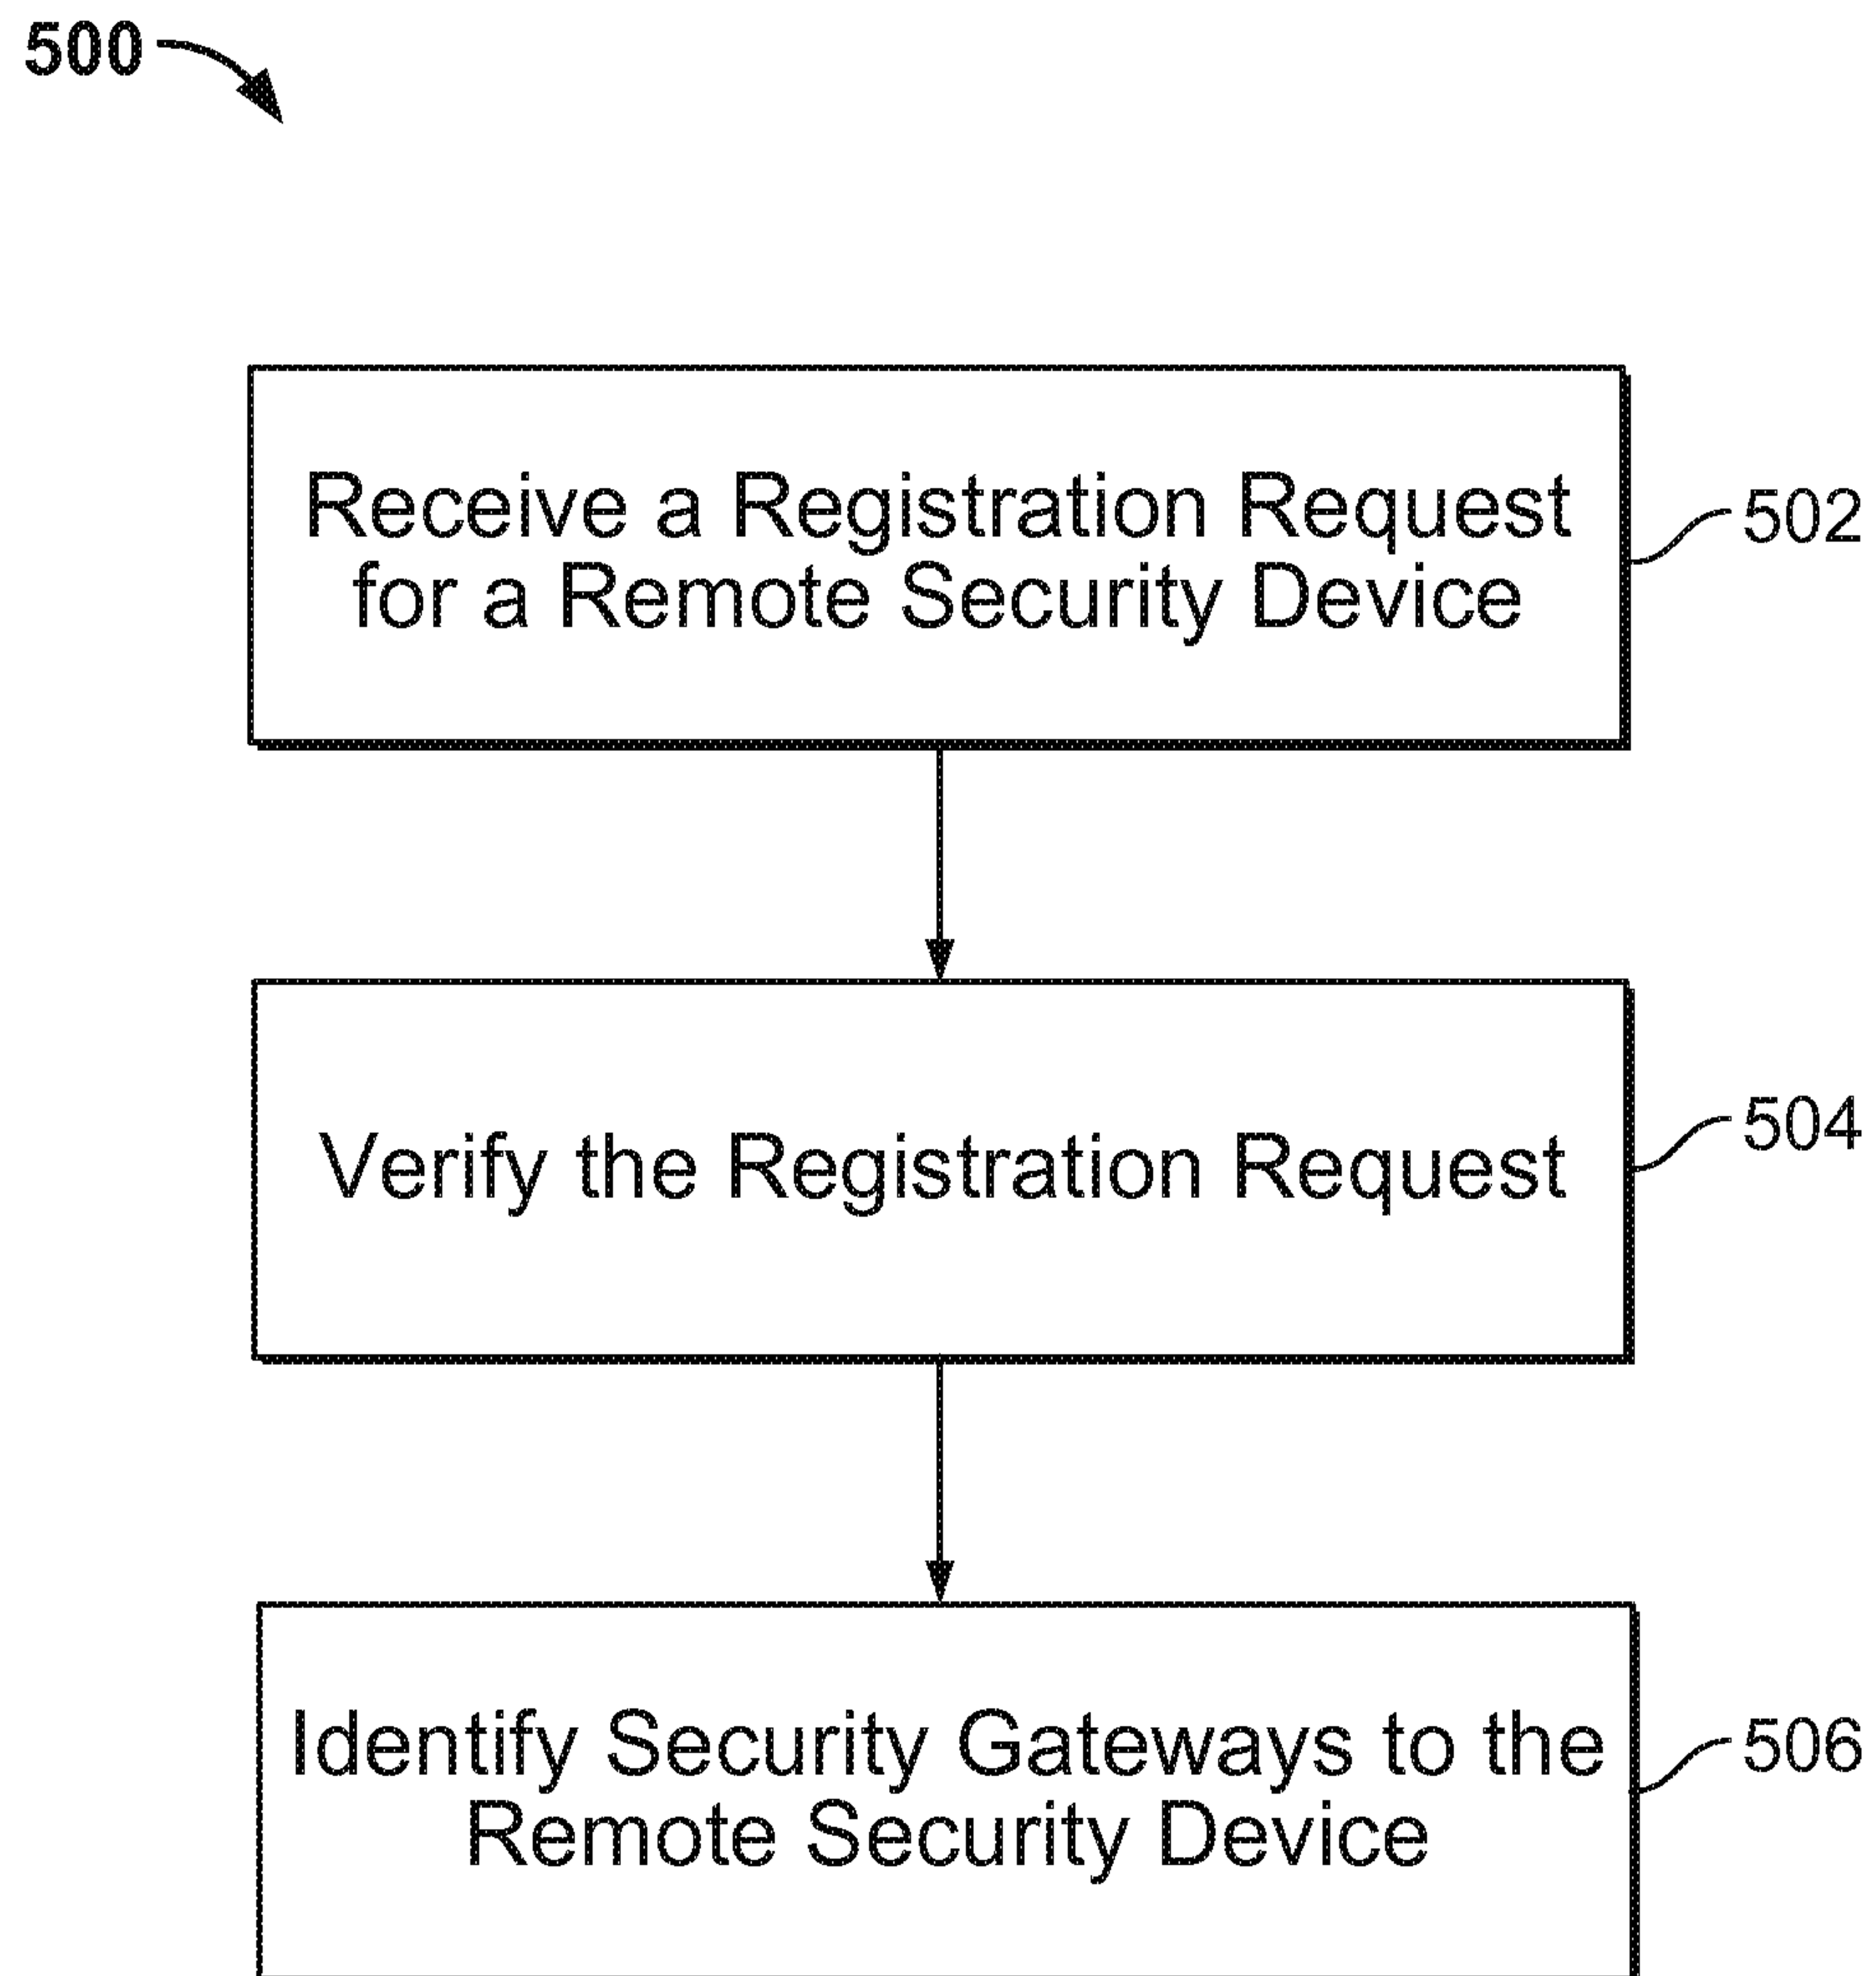 500
Receive a Registration Request
for a Remote Security Device
502
Verify the Registration Request
504
Identify Security Gateways to the
Remote Security Device
506